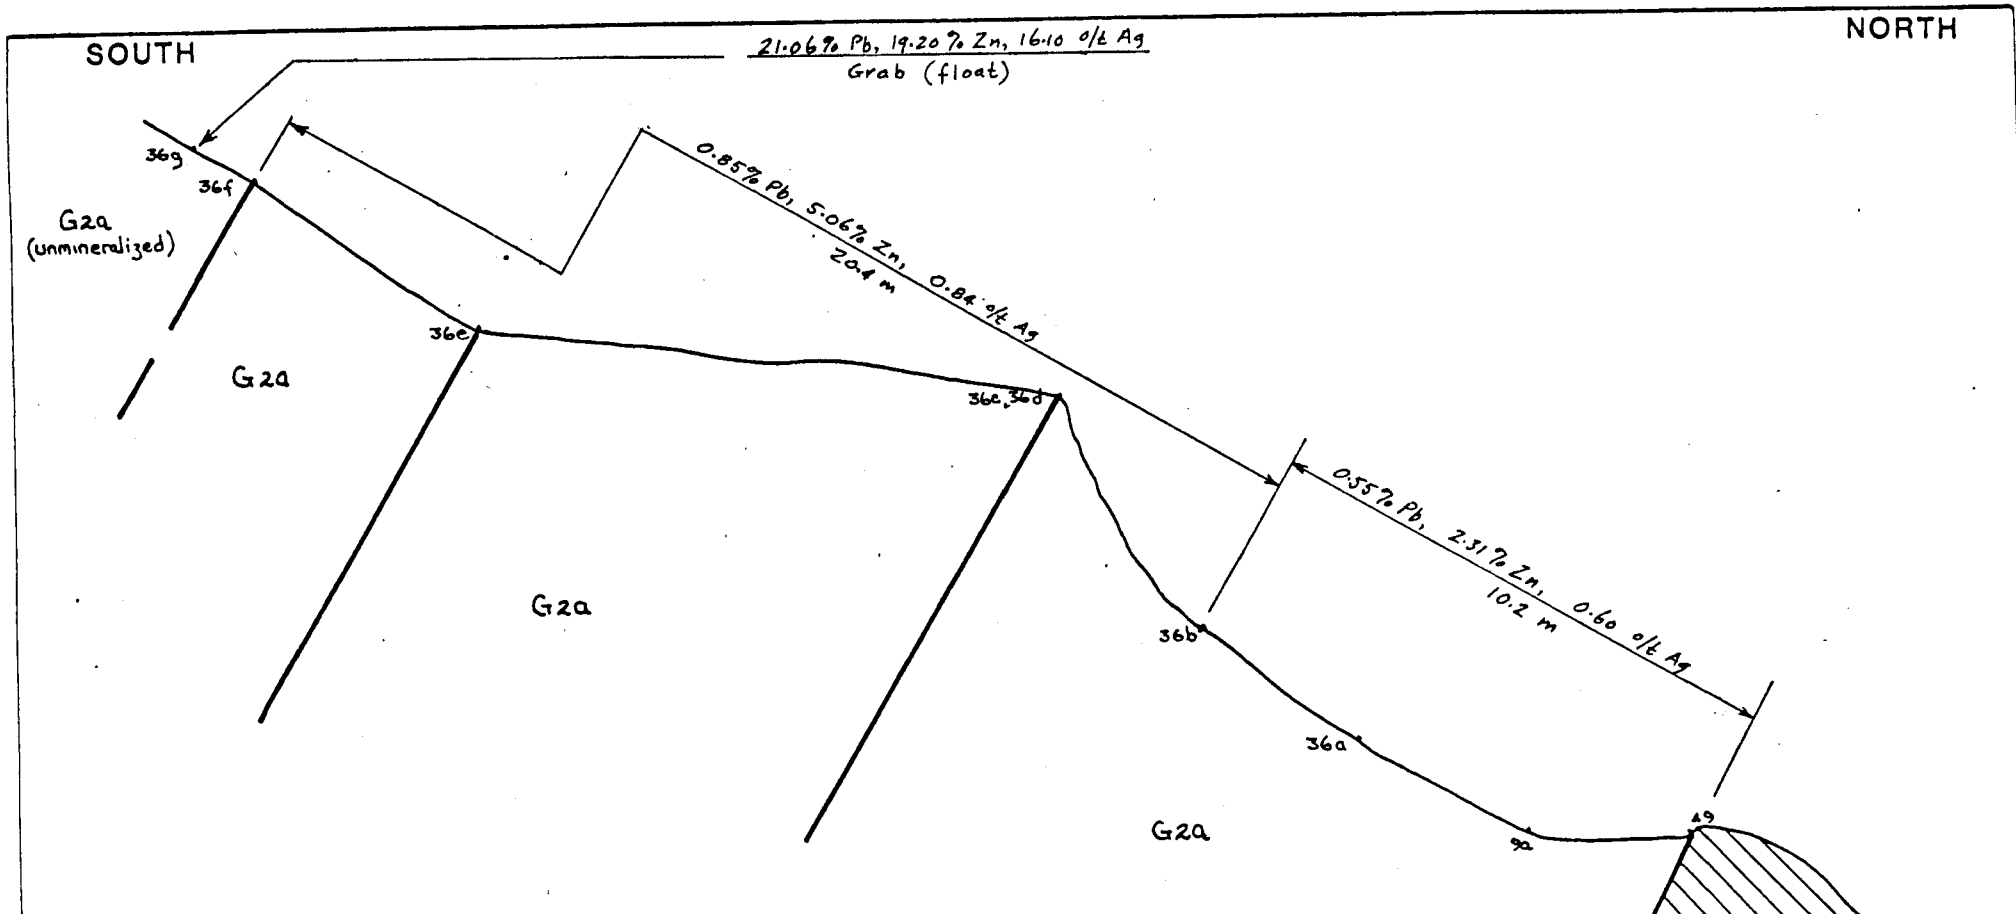 SOUTH
NORTH
21.06% Pb, 19.20% Zn, 16.10 o/t Ag
Grab (float)
36g
36f
G2a
(unmineralized)
0.85% Pb, 5.06% Zn, 0.84 o/t Ag
20.4 m
36e
G2a
36c, 36d
0.55% Pb, 2.31% Zn, 0.60 o/t Ag
10.2 m
G2a
36b
36a
G2a
9a
49